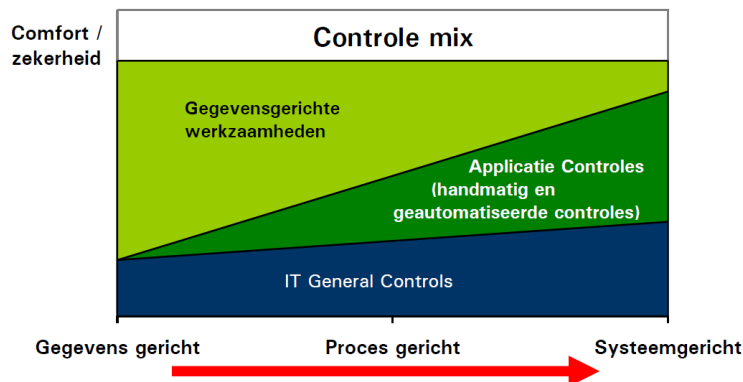 Comfort /
zekerheid
Controle mix
Gegevensgerichte
werkzaamheden
Applicatie Controles
(handmatig en
geautomatiseerde controles)
IT General Controls
Gegevens gericht
Proces gericht
Systeemgericht